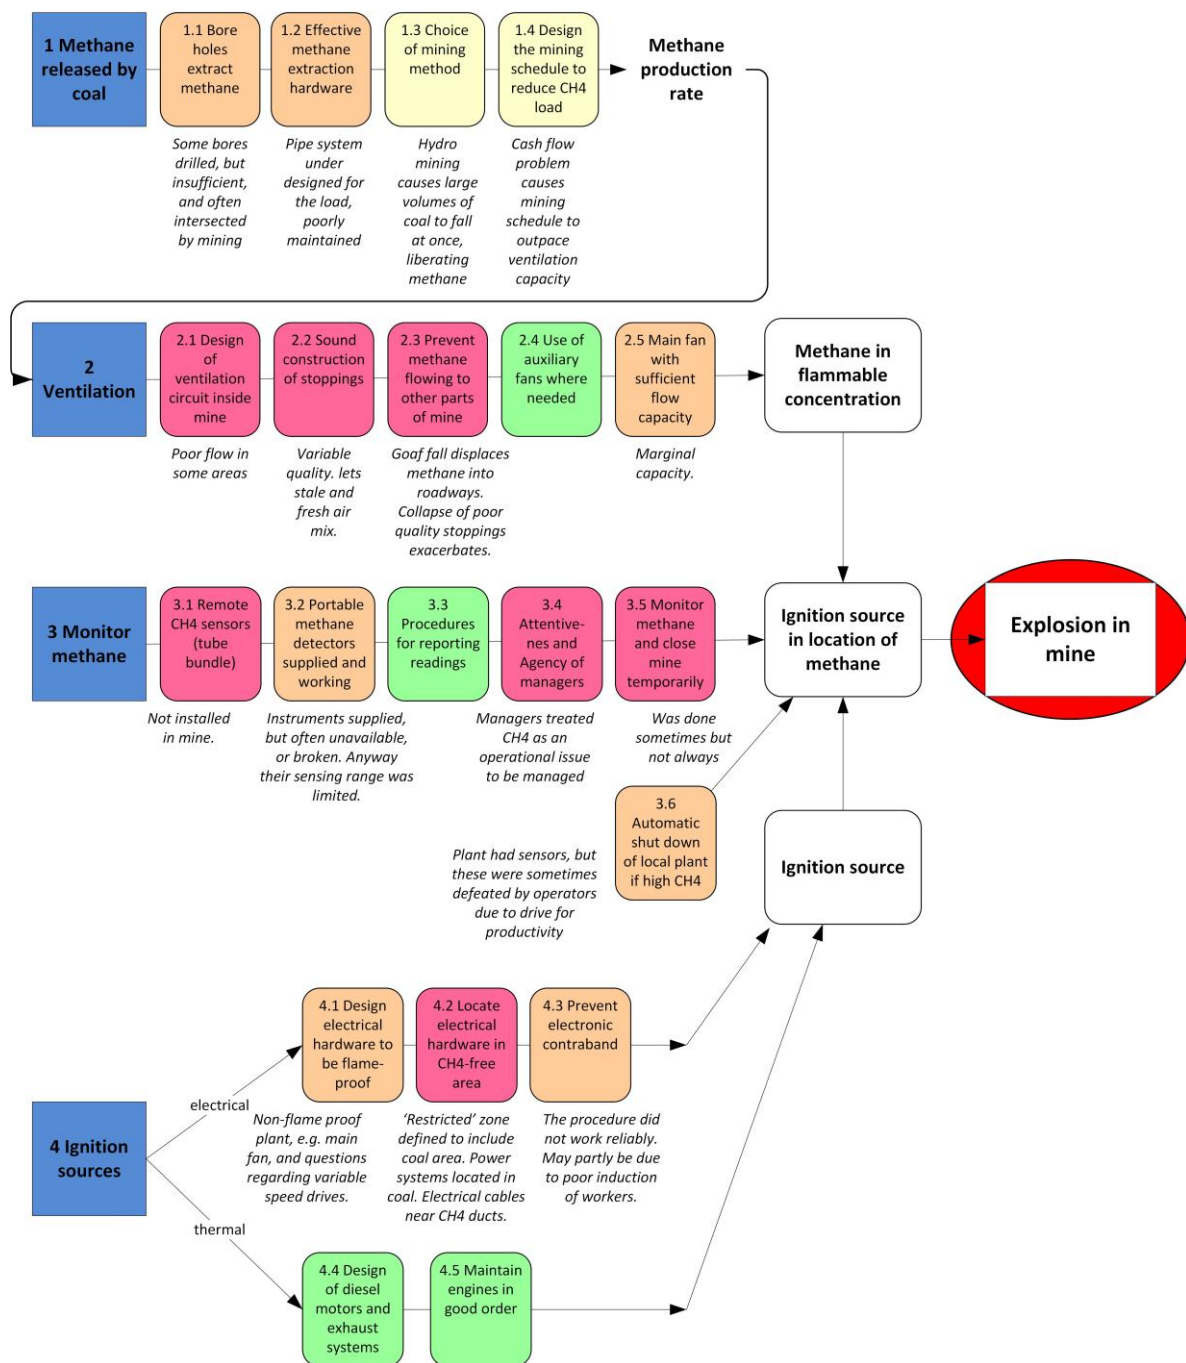 1 Methane
released by
coal
1.1 Bore
holes
extract
methane
1.2 Effective
methane
extraction
hardware
1.3 Choice
of mining
method
1.4 Design
the mining
schedule to
reduce CH4
load
Methane
production
rate
Some bores
drilled, but
insufficient,
and often
intersected
by mining
Pipe system
under
designed for
the load,
poorly
maintained
Hydro
mining
causes large
volumes of
coal to fall
at once,
liberating
methane
Cash flow
problem
causes
mining
schedule to
outpace
ventilation
capacity
2
Ventilation
2.1 Design
of
ventilation
circuit inside
mine
2.2 Sound
construction
of stoppings
2.3 Prevent
methane
flowing to
other parts
of mine
2.4 Use of
auxiliary
fans where
needed
2.5 Main fan
with
sufficient
flow
capacity
Methane in
flammable
concentration
Poor flow in
some areas
Variable
quality. lets
stale and
fresh air
mix.
Goaf fall displaces
methane into
roadways.
Collapse of poor
quality stoppings
exacerbates.
Marginal
capacity.
3 Monitor
methane
3.1 Remote
CH4 sensors
(tube
bundle)
3.2 Portable
methane
detectors
supplied and
working
3.3
Procedures
for reporting
readings
3.4
Attentive-
nes and
Agency of
managers
3.5 Monitor
methane
and close
mine
temporarily
Ignition source
in location of
methane
Explosion in
mine
Not installed
in mine.
Instruments supplied,
but often unavailable,
or broken. Anyway
their sensing range was
limited.
Managers treated
CH4 as an
operational issue
to be managed
Was done
sometimes but
not always
3.6
Automatic
shut down
of local plant
if high CH4
Plant had sensors, but
these were sometimes
defeated by operators
due to drive for
productivity
Ignition source
4 Ignition
sources
electrical
thermal
4.1 Design
electrical
hardware to
be flame-
proof
4.2 Locate
electrical
hardware in
CH4-free
area
4.3 Prevent
electronic
contraband
Non-flame proof
plant, e.g. main
fan, and questions
regarding variable
speed drives.
‘Restricted’ zone
defined to include
coal area. Power
systems located in
coal. Electrical cables
near CH4 ducts.
The procedure did
not work reliably.
May partly be due
to poor induction
of workers.
4.4 Design
of diesel
motors and
exhaust
systems
4.5 Maintain
engines in
good order